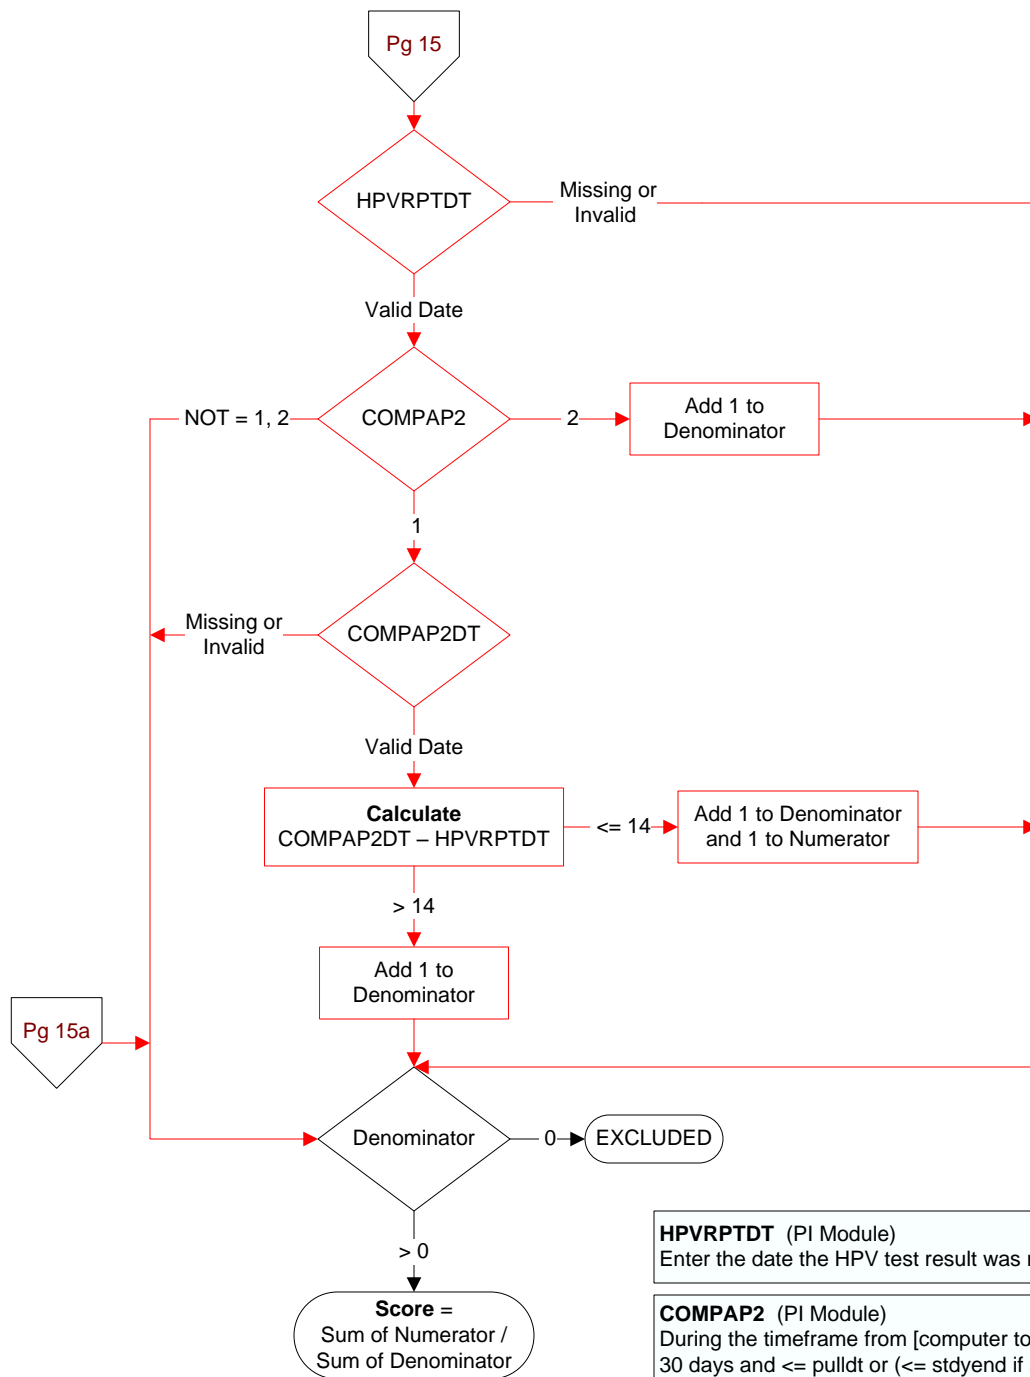 Pg 15
HPVRPTDT
Missing or
Invalid
Valid Date
NOT = 1, 2
COMPAP2
2
Add 1 to
Denominator
1
Missing or
Invalid
COMPAP2DT
Valid Date
Calculate
COMPAP2DT – HPVRPTDT
<= 14
Add 1 to Denominator
and 1 to Numerator
> 14
Add 1 to
Denominator
Pg 15a
Denominator
0
EXCLUDED
> 0
Score =
Sum of Numerator /
Sum of Denominator
HPVRPTDT (PI Module)
Enter the date the HPV test result was
COMPAP2 (PI Module)
During the timeframe from [computer to
30 days and <= pulldt or (<= stdyend if